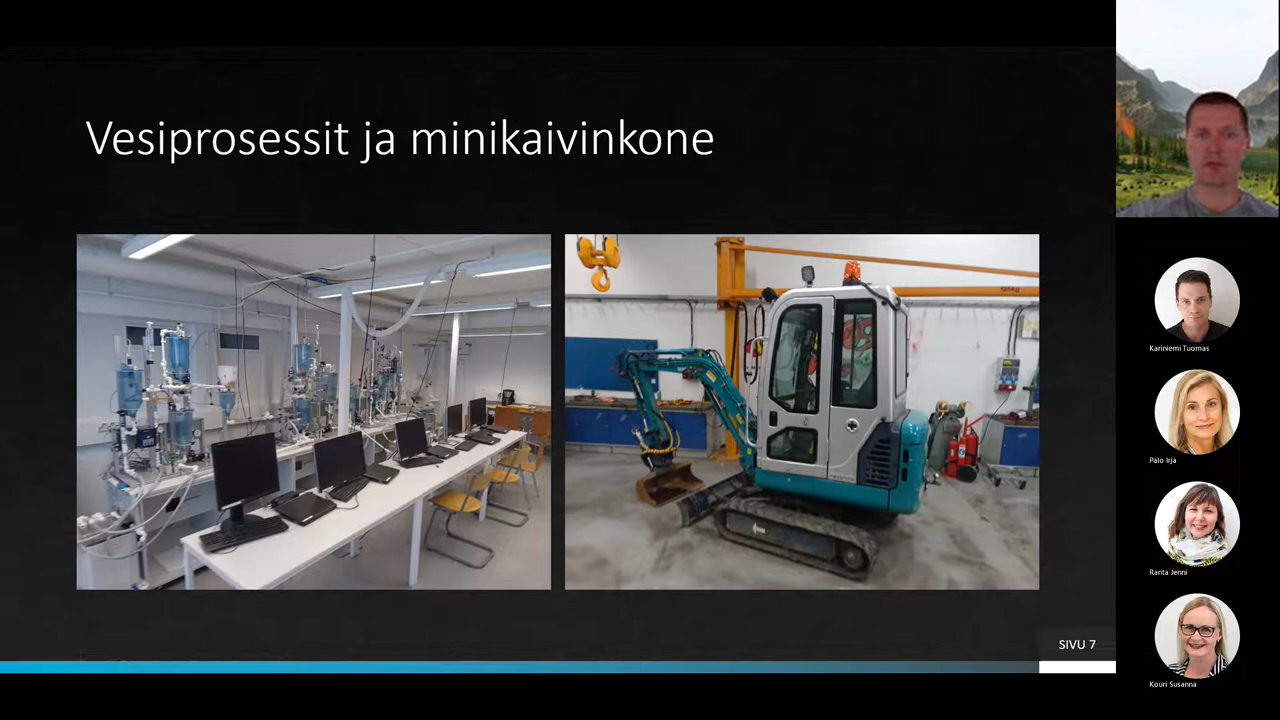 Vesiprosessit ja minikaivinkone
SIVU 7
Kariniemi Tuomas
Palo Irja
Ranta Jenni
Kouri Susanna